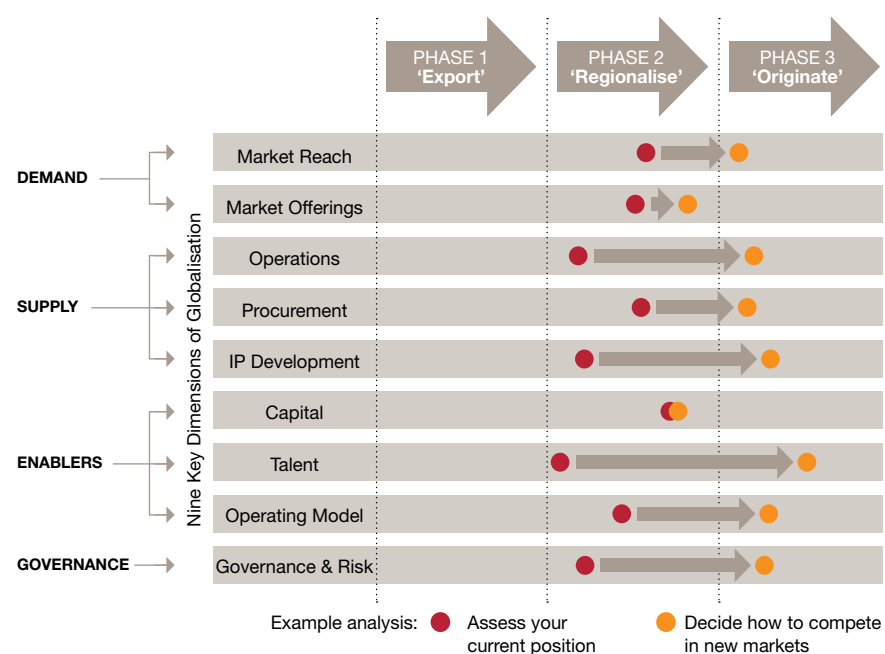 PHASE 1
‘Export’
PHASE 2
‘Regionalise’
PHASE 3
‘Originate’
Nine Key Dimensions of Globalisation
DEMAND
Market Reach
Market Offerings
SUPPLY
Operations
Procurement
IP Development
ENABLERS
Capital
Talent
Operating Model
GOVERNANCE
Governance & Risk
Example analysis:
Assess your
current position
Decide how to compete
in new markets